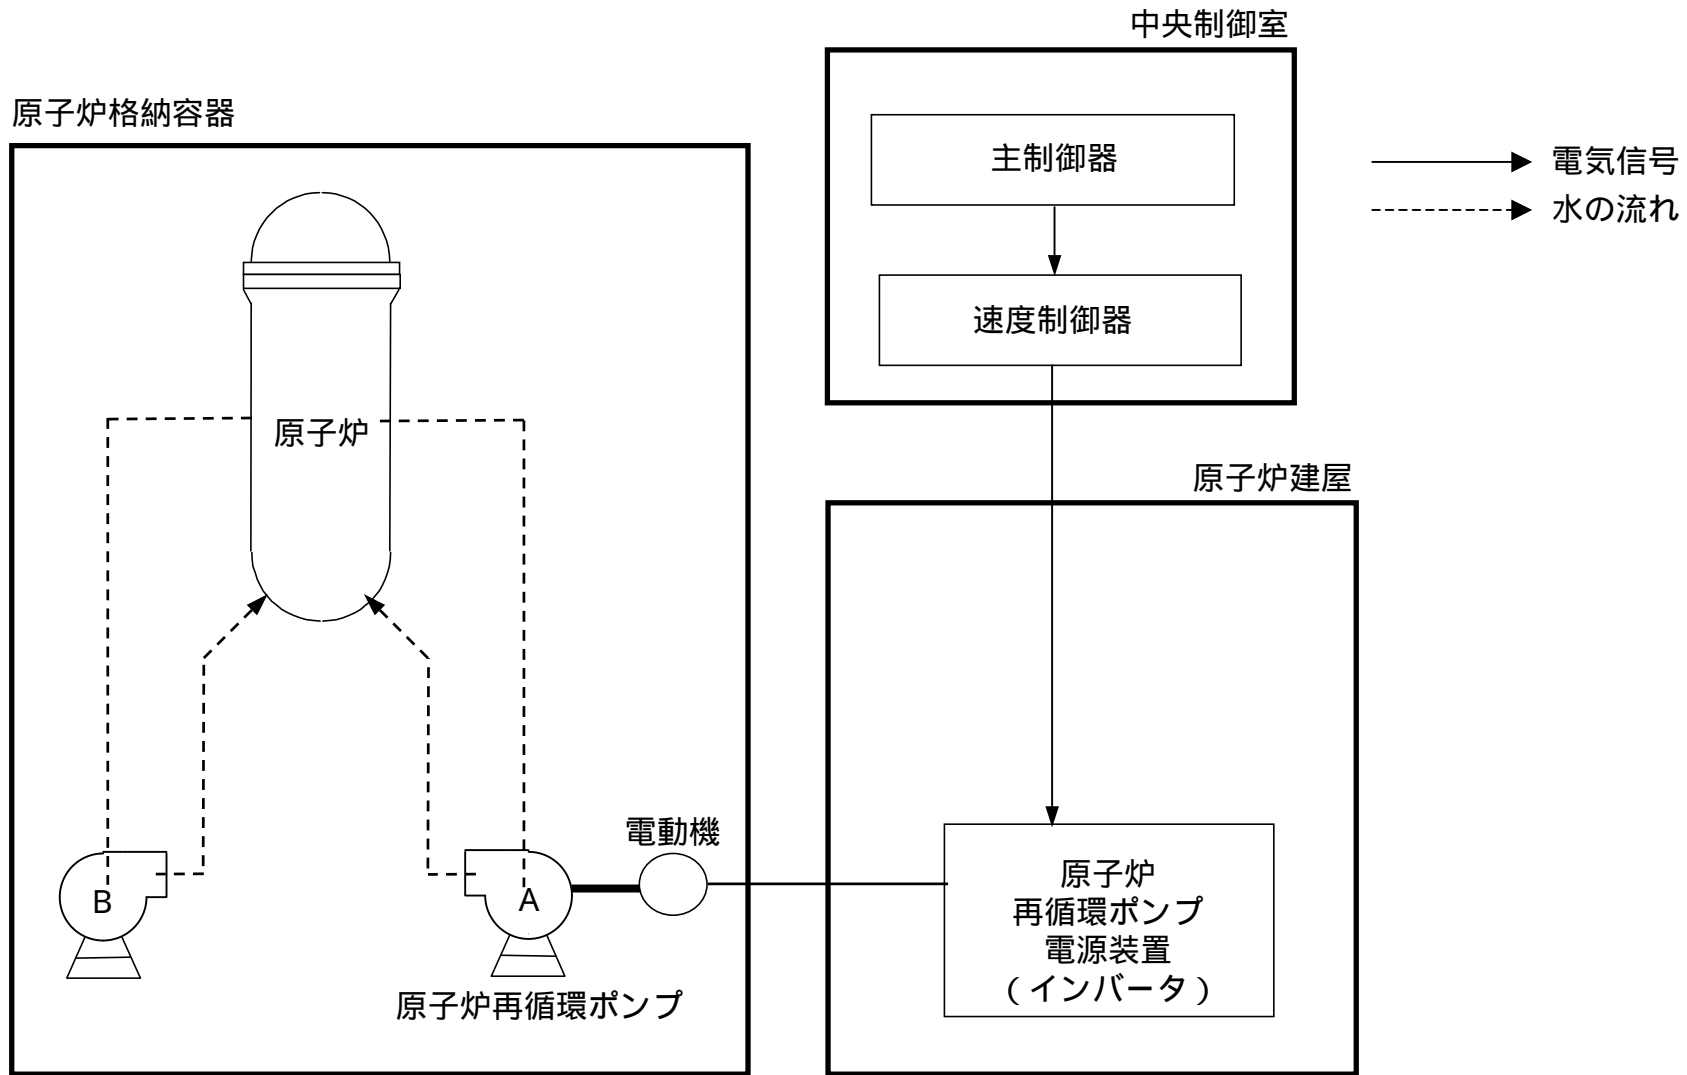 中央制御室
主制御器
速度制御器
電気信号
水の流れ
原子炉格納容器
原子炉
B
A
電動機
原子炉再循環ポンプ
原子炉建屋
原子炉
再循環ポンプ
電源装置
(インバータ)